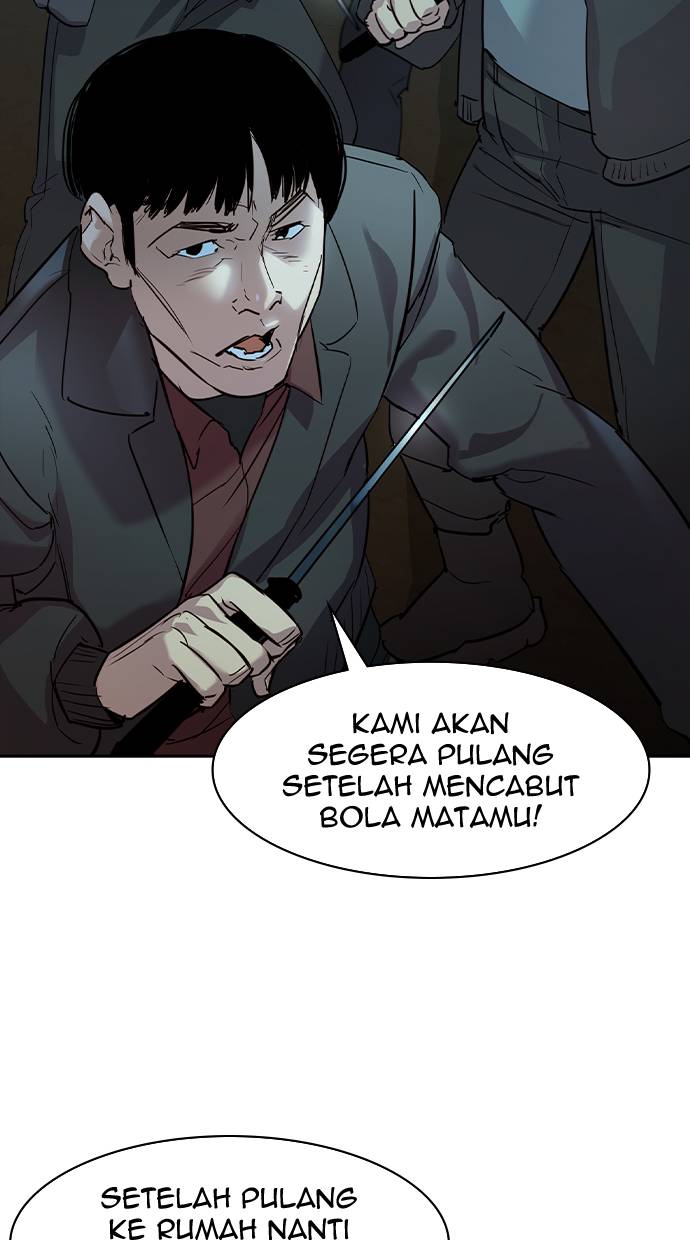 KAMI AKAN
SEGERA PULANG
SETELAH MENCABUT
BOLA MATAMU!
SETELAH PULANG
KE RUMAH NANTI